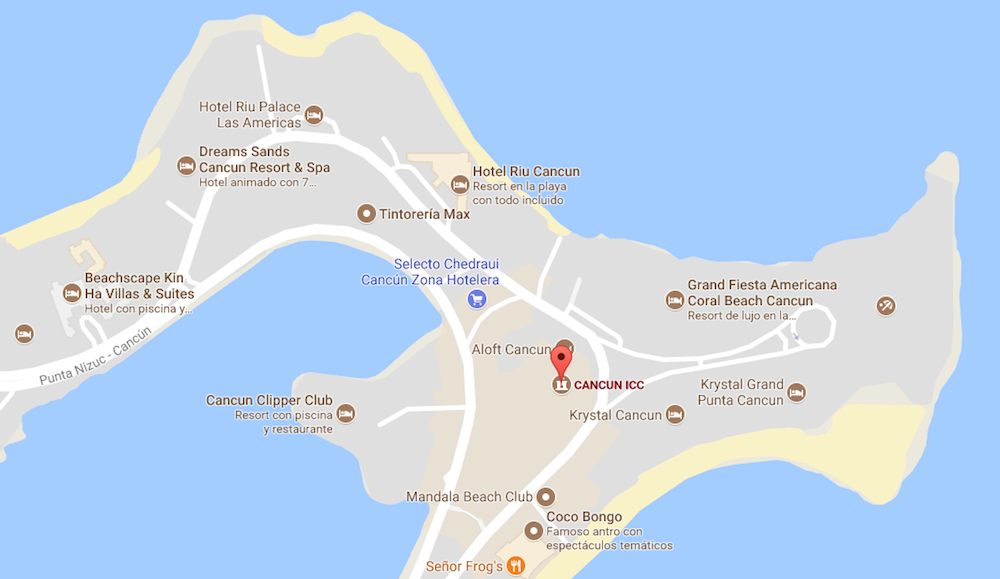 Hotel Riu Palace
Las Americas
Dreams Sands
Cancun Resort & Spa
Hotel animado con 7...
Hotel Riu Cancun
Resort en la playa
con todo incluido
Tintorería Max
Selecto Chedraui
Cancún Zona Hotelera
Beachscape Kin
Ha Villas & Suites
Hotel con piscina y...
Grand Fiesta Americana
Coral Beach Cancun
Resort de lujo en la...
Punta Nizuc - Cancún
Aloft Cancun
CANCUN ICC
Krystal Grand
Punta Cancun
Cancun Clipper Club
Resort con piscina
y restaurante
Krystal Cancun
Mandala Beach Club
Coco Bongo
Famoso antro con
espectáculos temáticos
Señor Frog's